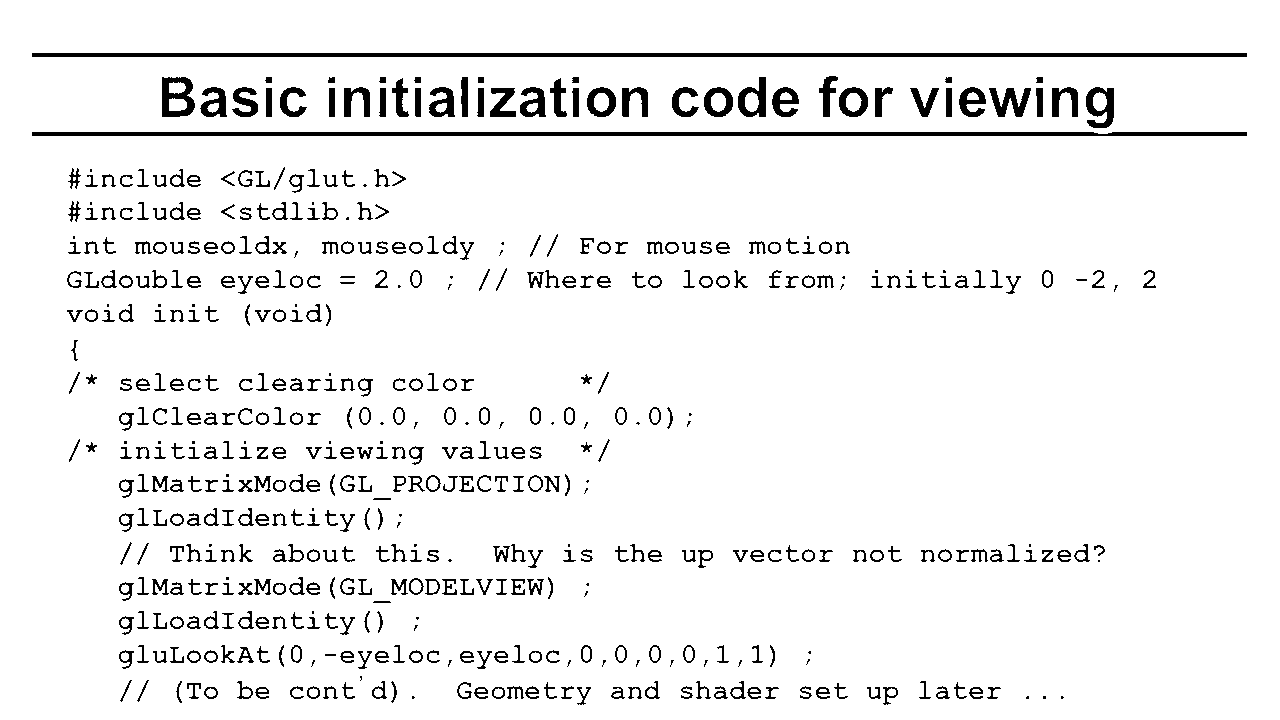 Basic initialization code for viewing
#include <GL/glut.h>
#include <stdlib.h>
int mouseoldx, mouseoldy ; // For mouse motion
GLdouble eyeloc = 2.0 ; // Where to look from; initially 0 -2, 2
void init (void)
{
/* select clearing color      */
   glClearColor (0.0, 0.0, 0.0, 0.0);
/* initialize viewing values  */
   glMatrixMode(GL_PROJECTION);
   glLoadIdentity();
   // Think about this.  Why is the up vector not normalized?
   glMatrixMode(GL_MODELVIEW) ;
   glLoadIdentity() ;
   gluLookAt(0,-eyeloc,eyeloc,0,0,0,0,1,1) ;
   // (To be cont’d).  Geometry and shader set up later ...